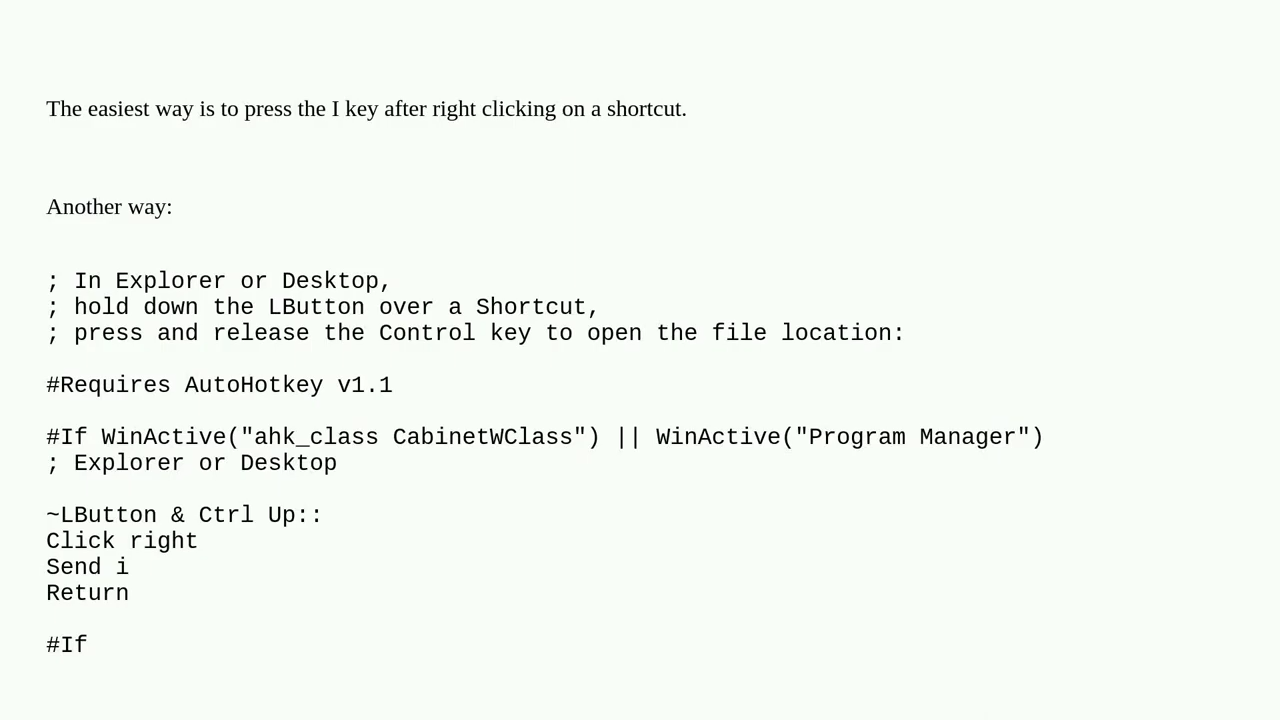 The easiest way is to press the I key after right clicking on a shortcut.
Another way:
; In Explorer or Desktop,
; hold down the LButton over a Shortcut,
; press and release the Control key to open the file location:
#Requires AutoHotkey v1.1
#If WinActive("ahk_class CabinetWClass") || WinActive("Program Manager")
; Explorer or Desktop
~LButton & Ctrl Up::
Click right
Send i
Return
#If